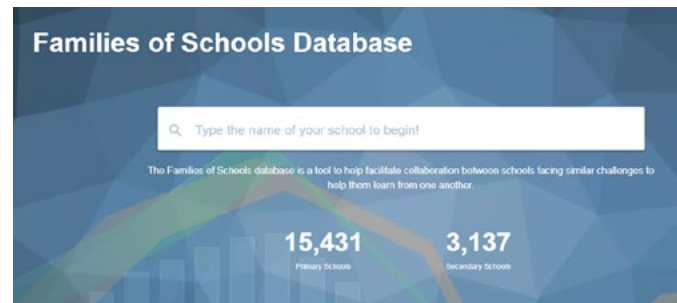 Families of Schools Database
Type the name of your school to begin!
The Families of Schools database is a tool to help facilitate collaboration between schools facing similar challenges to
help them learn from one another.
15,431 3,137
Primary Schools Secondary Schools